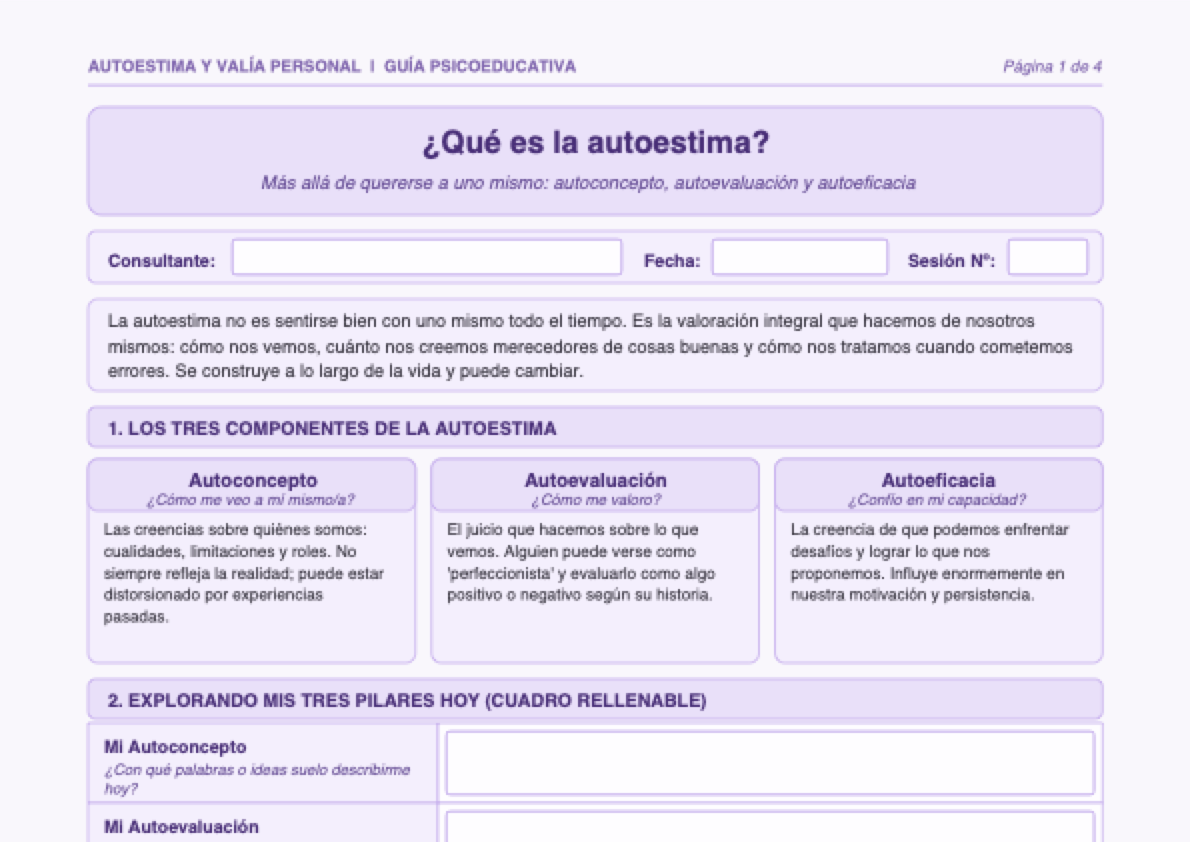 AUTOESTIMA Y VALÍA PERSONAL | GUÍA PSICOEDUCATIVA
Página 1 de 4
¿Qué es la autoestima?
Más allá de quererse a uno mismo: autoconcepto, autoevaluación y autoeficacia
Consultante:
Fecha:
Sesión Nº:
La autoestima no es sentirse bien con uno mismo todo el tiempo. Es la valoración integral que hacemos de nosotros
mismos: cómo nos vemos, cuánto nos creemos merecedores de cosas buenas y cómo nos tratamos cuando cometemos
errores. Se construye a lo largo de la vida y puede cambiar.
1. LOS TRES COMPONENTES DE LA AUTOESTIMA
Autoconcepto
¿Cómo me veo a mí mismo/a?
Las creencias sobre quiénes somos:
cualidades, limitaciones y roles. No
siempre refleja la realidad; puede estar
distorsionado por experiencias
pasadas.
Autoevaluación
¿Cómo me valoro?
El juicio que hacemos sobre lo que
vemos. Alguien puede verse como
'perfeccionista' y evaluarlo como algo
positivo o negativo según su historia.
Autoeficacia
¿Confío en mi capacidad?
La creencia de que podemos enfrentar
desafíos y lograr lo que nos
proponemos. Influye enormemente en
nuestra motivación y persistencia.
2. EXPLORANDO MIS TRES PILARES HOY (CUADRO RELLENABLE)
Mi Autoconcepto
¿Con qué palabras o ideas suelo describirme
hoy?
Mi Autoevaluación